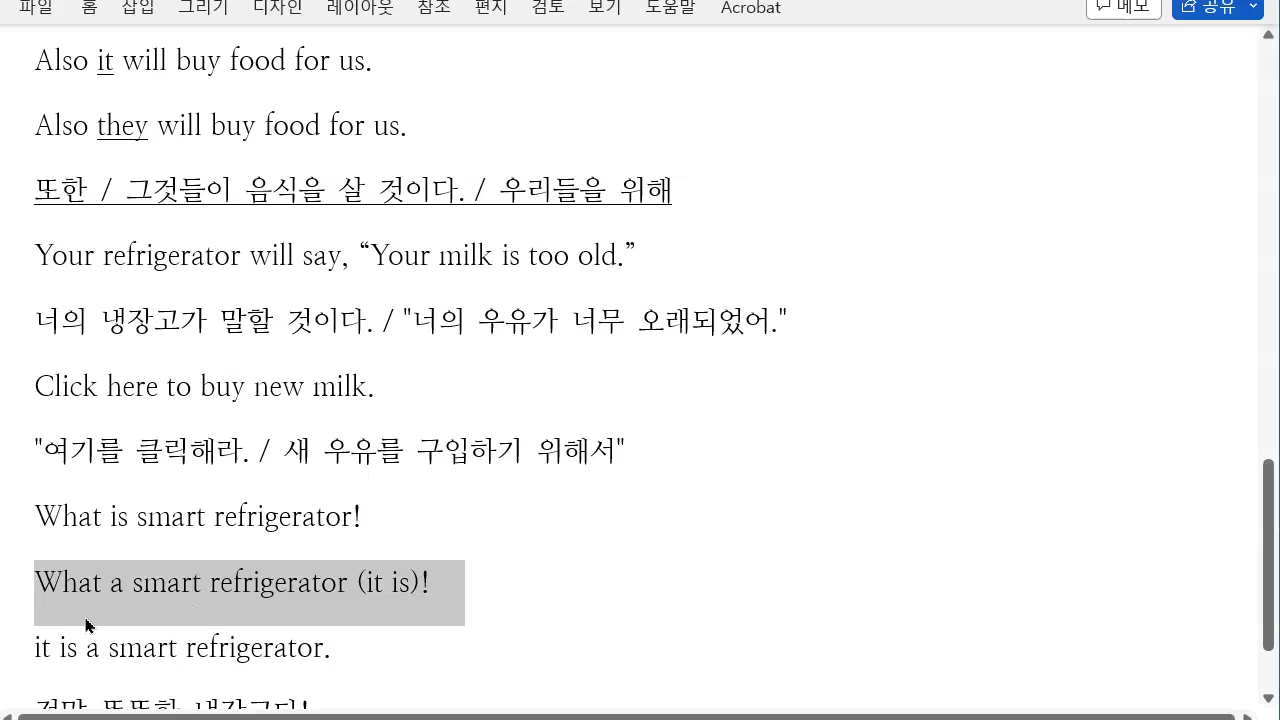 파일 홈 삽입 그리기 디자인 레이아웃 참조 편지 검토 보기 도움말 Acrobat 메모 공유
Also it will buy food for us.
Also they will buy food for us.
또한 / 그것들이 음식을 살 것이다. / 우리들을 위해
Your refrigerator will say, “Your milk is too old.”
너의 냉장고가 말할 것이다. / "너의 우유가 너무 오래되었어."
Click here to buy new milk.
"여기를 클릭해라. / 새 우유를 구입하기 위해서"
What is smart refrigerator!
What a smart refrigerator (it is)!
it is a smart refrigerator.